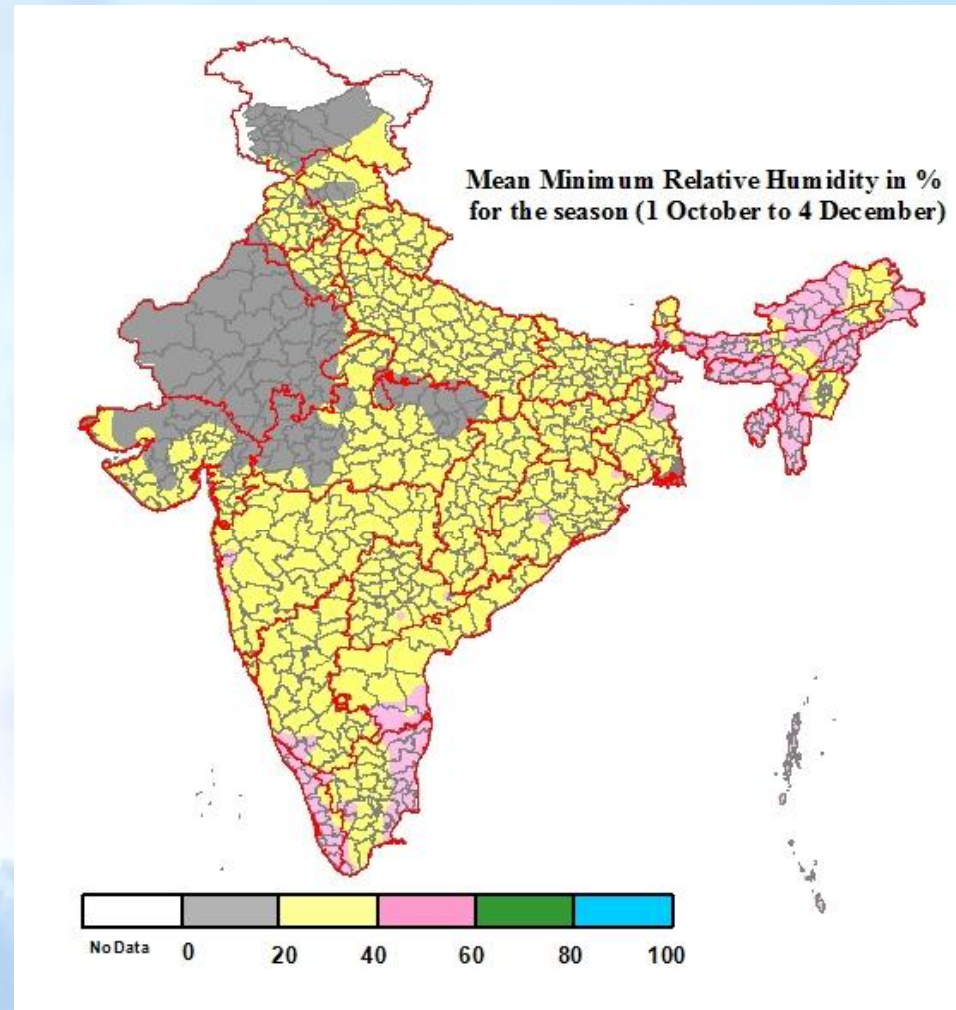 Mean Minimum Relative Humidity in %
for the season (1 October to 4 December)
No Data 0 20 40 60 80 100